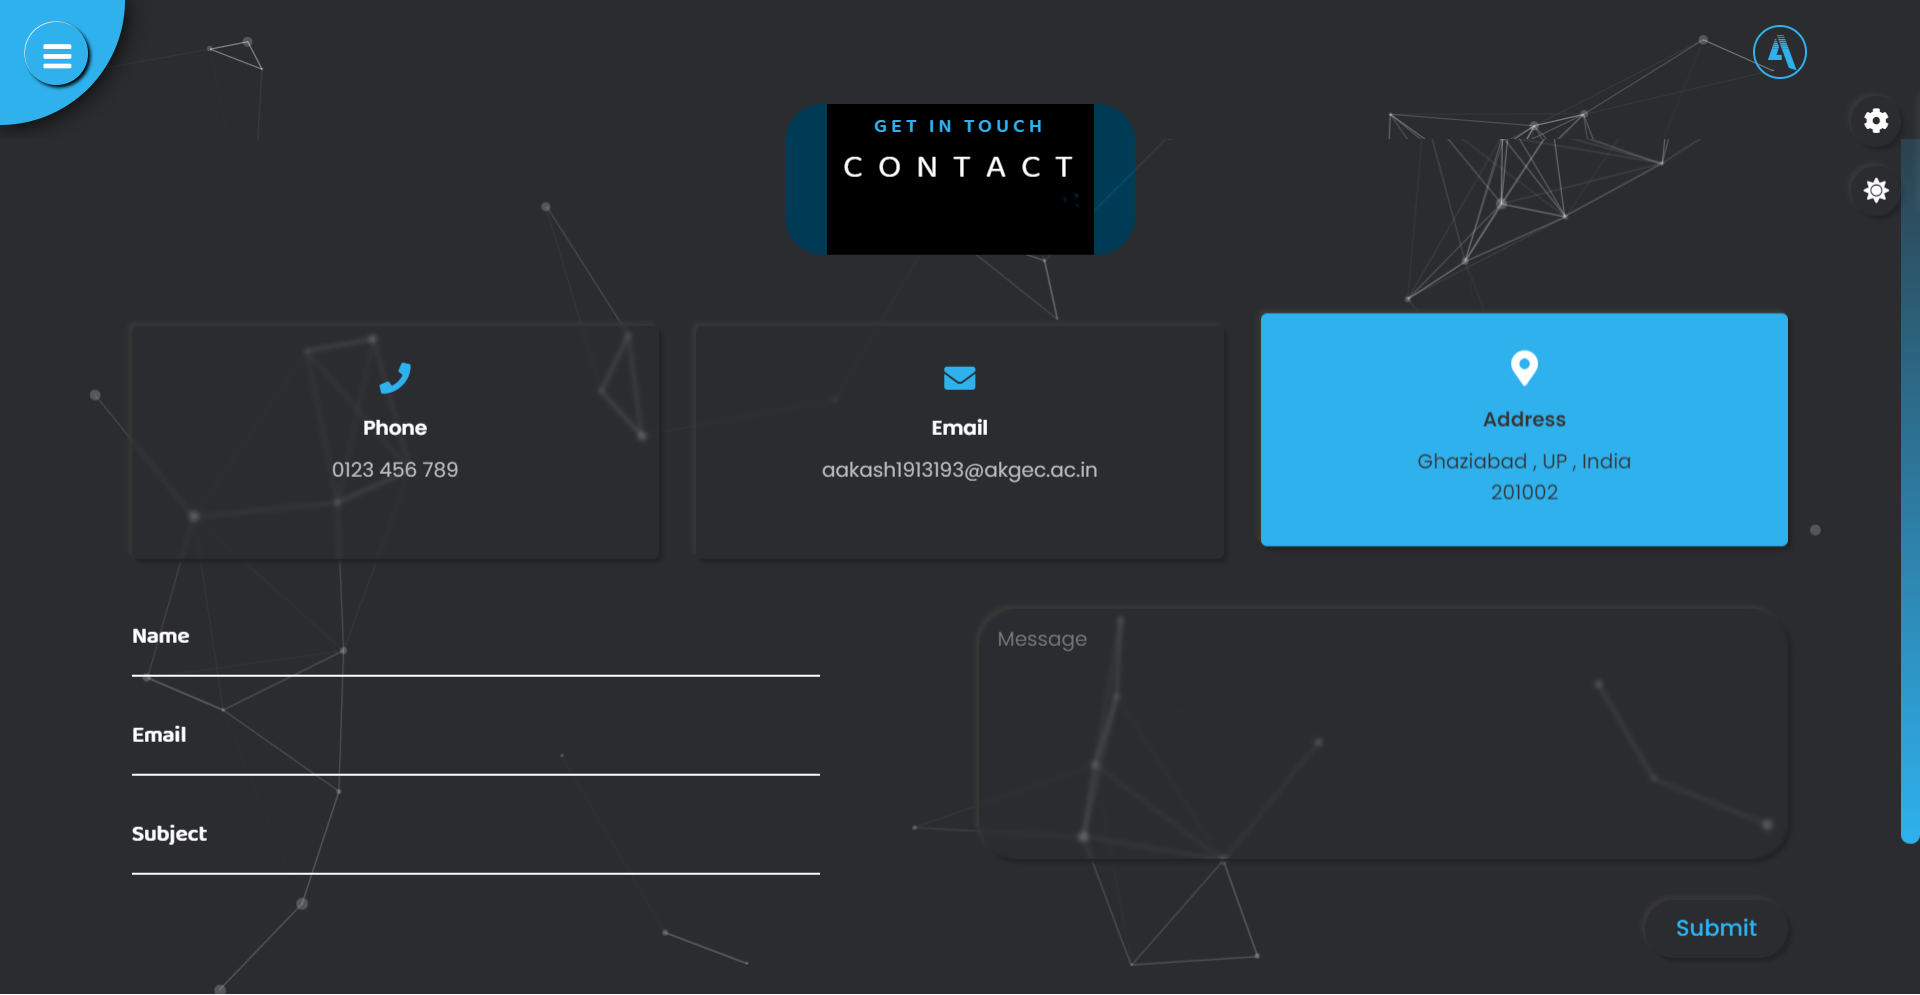 GET IN TOUCH
CONTACT
Phone
0123 456 789
Email
aakash1913193@akgec.ac.in
Address
Ghaziabad , UP , India
201002
Name
Email
Subject
Message
Submit